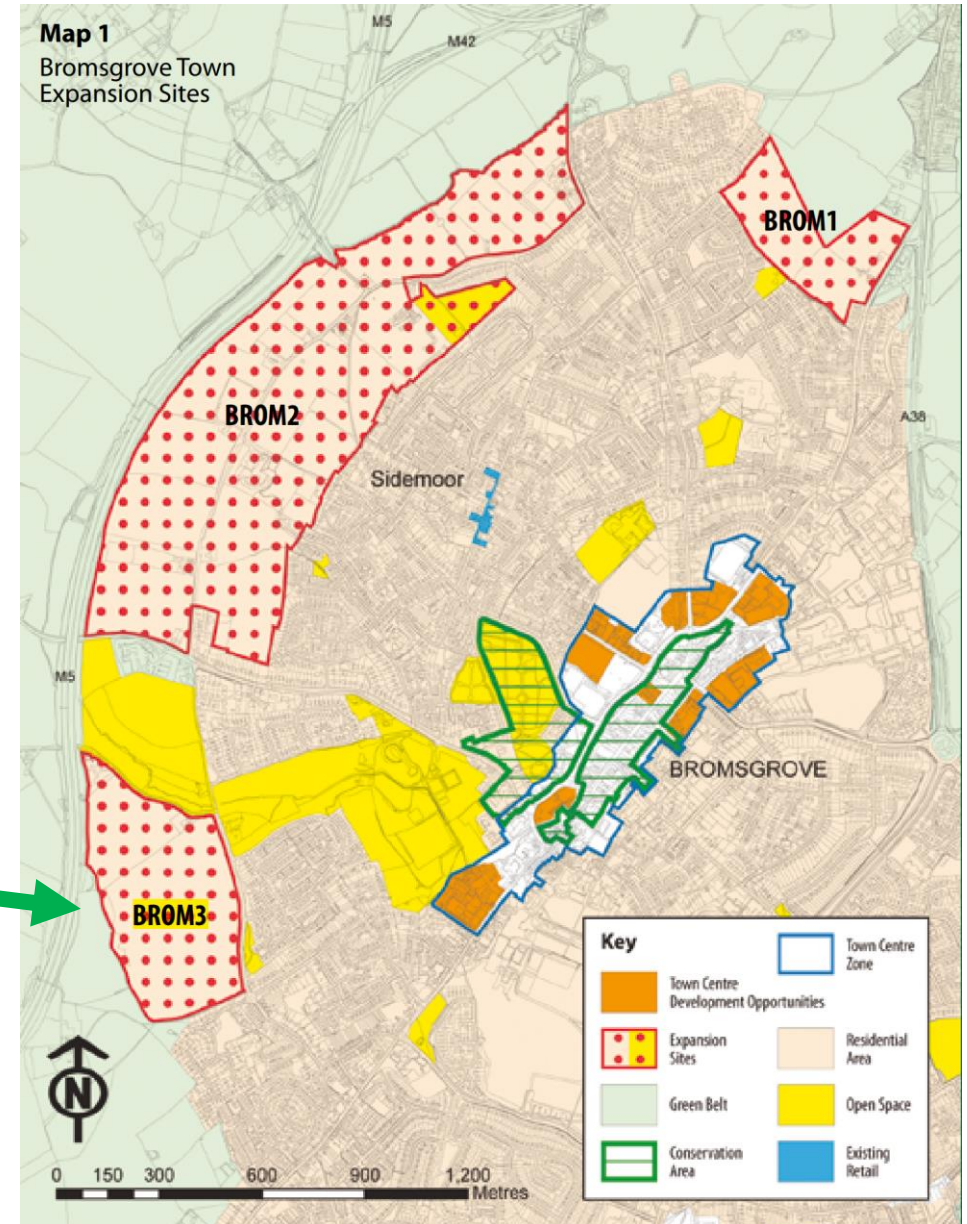 Map 1
Bromsgrove Town
Expansion Sites
M5
M42
BROM1
BROM2
A38
Sidemoor
M5
BROMSGROVE
BROM3
Key
Town Centre
Development Opportunities
Town Centre
Zone
Expansion
Sites
Residential
Area
Green Belt
Open Space
Conservation
Area
Existing
Retail
N
0 150 300 600 900 1,200
Metres